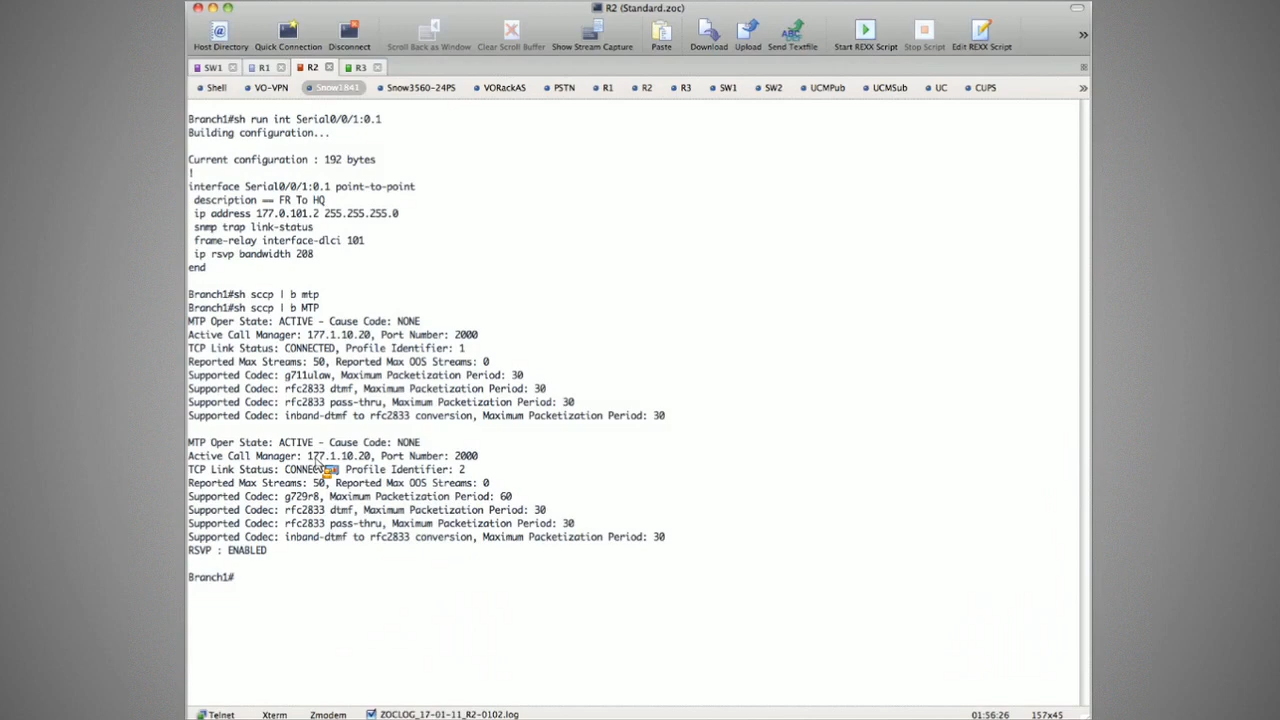 R2 (Standard.zoc)
Host Directory Quick Connection Disconnect Scroll Back as Window Clear Scroll Buffer Show Stream Capture Paste Download Upload Send Textfile Start REXX Script Stop Script Edit REXX Script
SW1 R1 R2 R3
Shell VO-VPN Snow1841 Snow3560-24PS VORackAS PSTN R1 R2 R3 SW1 SW2 UCMPub UCMSub UC CUPS
Branch1#sh run int Serial0/0/1:0.1
Building configuration...
Current configuration : 192 bytes
!
interface Serial0/0/1:0.1 point-to-point
description == FR To HQ
ip address 177.0.101.2 255.255.255.0
snmp trap link-status
frame-relay interface-dlci 101
ip rsvp bandwidth 208
end
Branch1#sh sccp | b mtp
Branch1#sh sccp | b MTP
MTP Oper State: ACTIVE - Cause Code: NONE
Active Call Manager: 177.1.10.20, Port Number: 2000
TCP Link Status: CONNECTED, Profile Identifier: 1
Reported Max Streams: 50, Reported Max OOS Streams: 0
Supported Codec: g711ulaw, Maximum Packetization Period: 30
Supported Codec: rfc2833 dtmf, Maximum Packetization Period: 30
Supported Codec: rfc2833 pass-thru, Maximum Packetization Period: 30
Supported Codec: inband-dtmf to rfc2833 conversion, Maximum Packetization Period: 30
MTP Oper State: ACTIVE - Cause Code: NONE
Active Call Manager: 177.1.10.20, Port Number: 2000
TCP Link Status: Profile Identifier: 2
Reported Max Streams: 50, Reported Max OOS Streams: 0
Supported Codec: g729r8, Maximum Packetization Period: 60
Supported Codec: rfc2833 dtmf, Maximum Packetization Period: 30
Supported Codec: rfc2833 pass-thru, Maximum Packetization Period: 30
Supported Codec: inband-dtmf to rfc2833 conversion, Maximum Packetization Period: 30
RSVP : ENABLED
Branch1#
Telnet Xterm Zmodem ZOCLOG_17-01-11_R2-0102.log 01:56:26 157x45